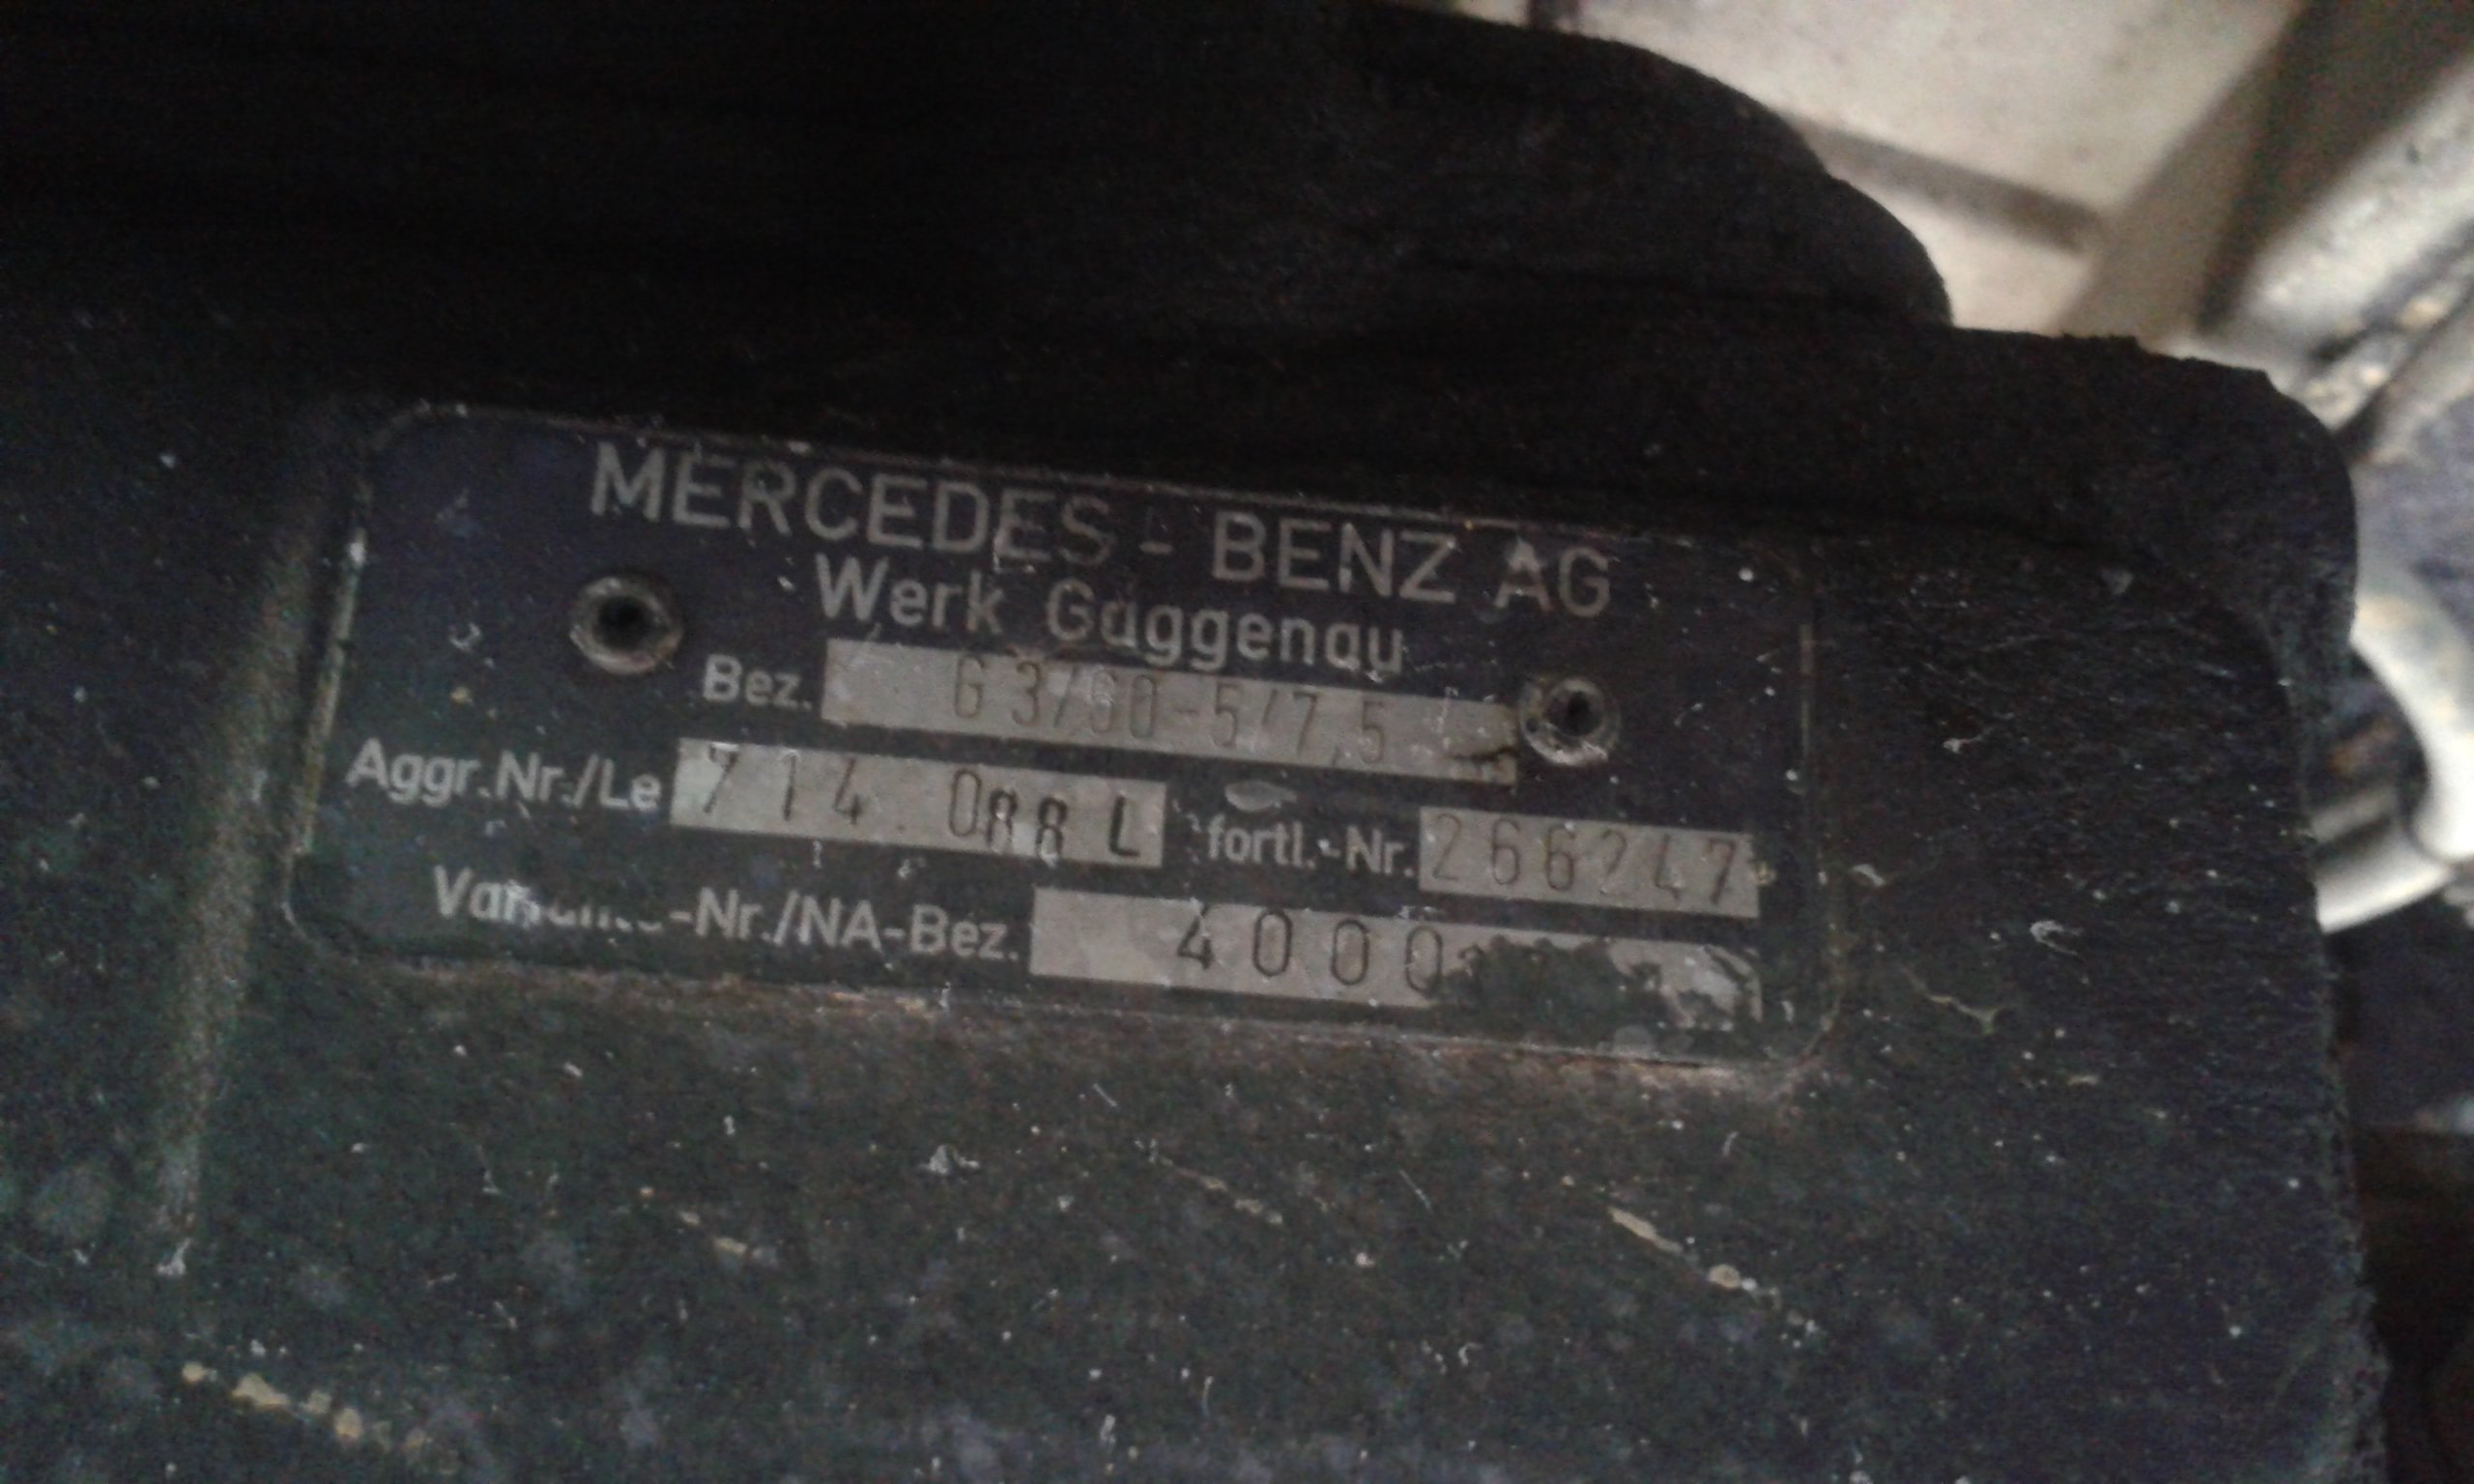 MERCEDES - BENZ AG
Werk Gaggenau
Bez. G 3/60-5/7,5
Aggr.Nr./Le 714.088 L fortl.-Nr. 266247
-Nr./NA-Bez. 4000